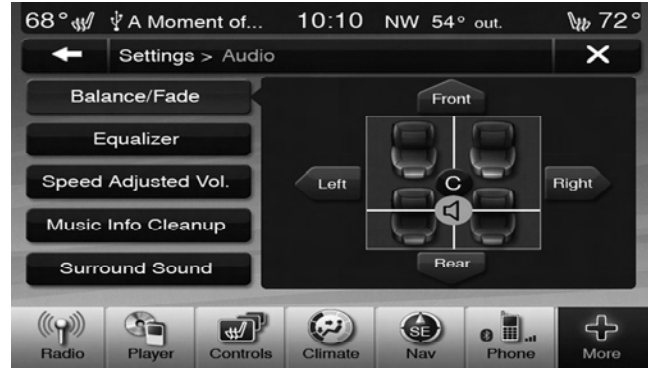 68° A Moment of... 10:10 NW 54° out. 72°
Settings > Audio
Balance/Fade
Front
Equalizer
Speed Adjusted Vol.
Left
C
Right
Music Info Cleanup
Surround Sound
Rear
SE
Radio Player Controls Climate Nav Phone More